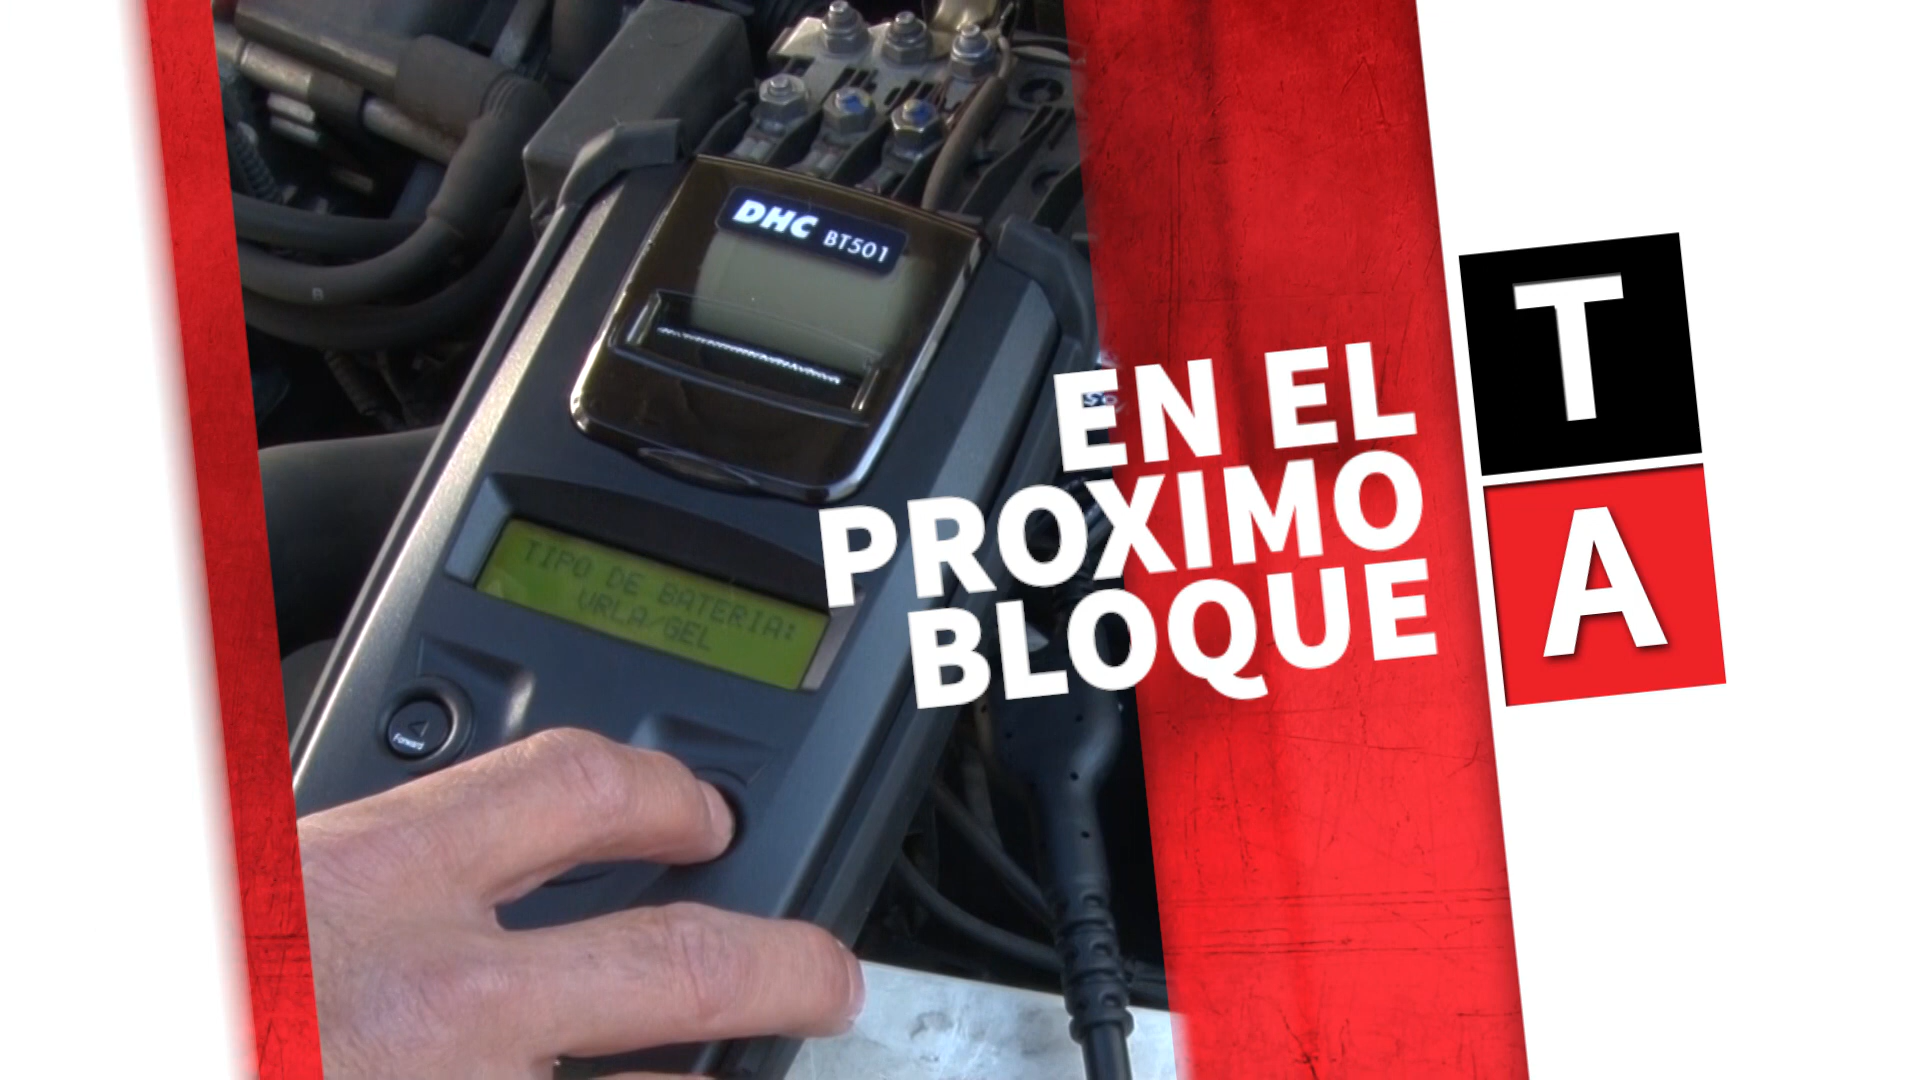 DHC BT501
TIPO DE BATERIA:
VRLA/GEL
Forward
EN EL
PROXIMO
BLOQUE
T
A